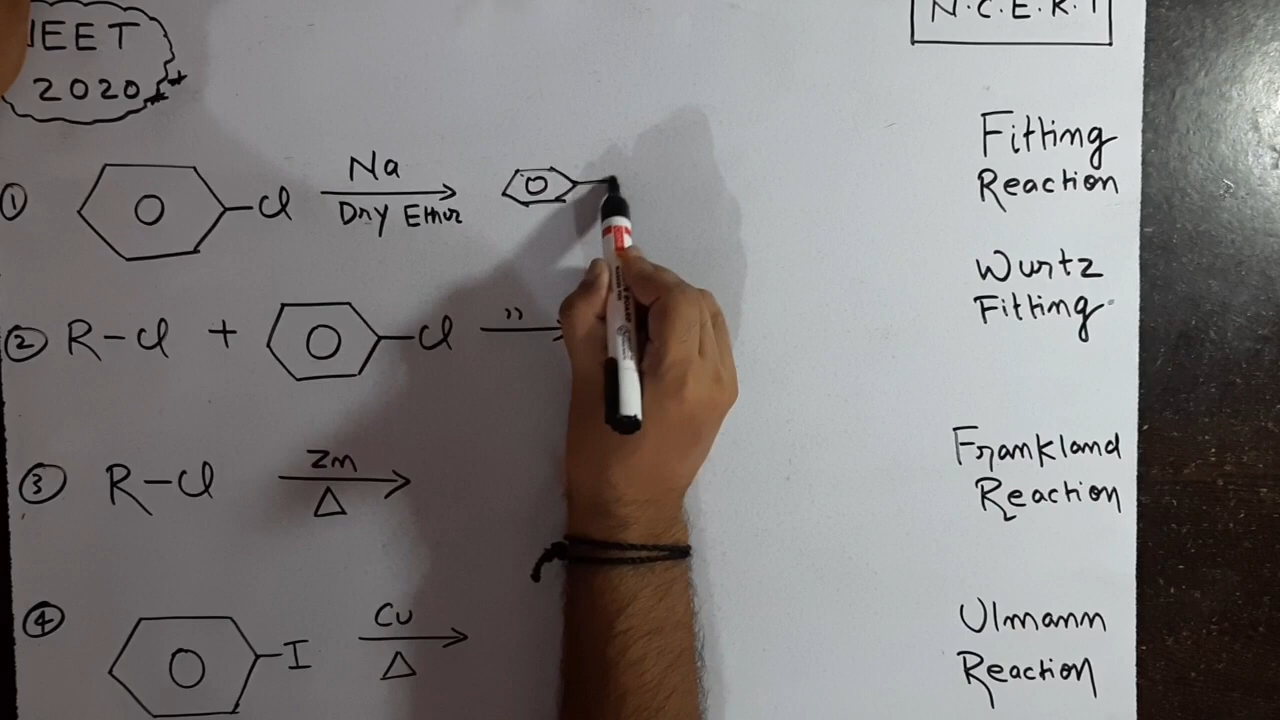 NEET
2020
N.C.E.R.T
① Cl Na
Dry Ether
Fitting
Reaction
② R-Cl + Cl ,,
Wurtz
Fitting
③ R-Cl Zn
Δ
Frankland
Reaction
④ I Cu
Δ
Ulmann
Reaction